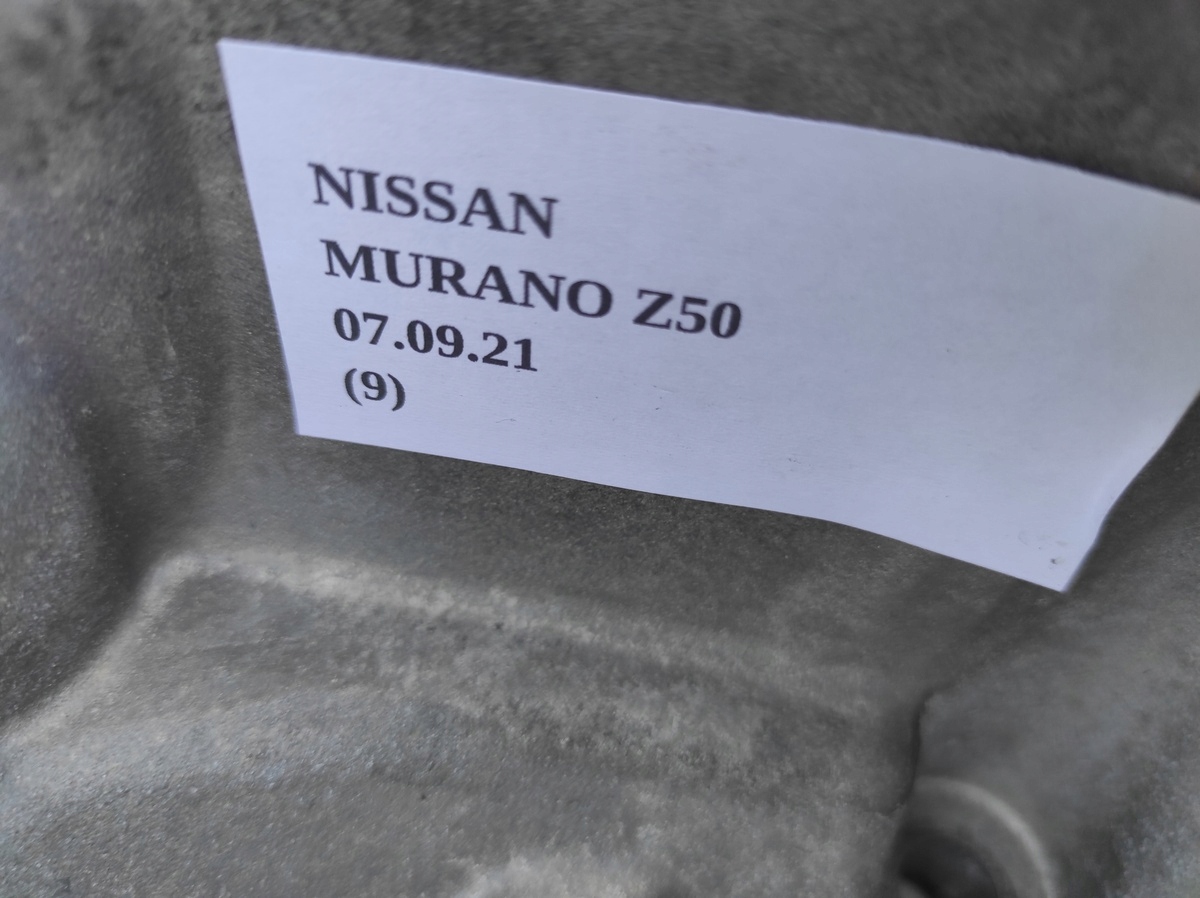 NISSAN
MURANO Z50
07.09.21
(9)